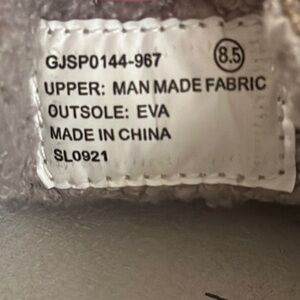 GJSP0144-967 8.5
UPPER: MAN MADE FABRIC
OUTSOLE: EVA
MADE IN CHINA
SL0921